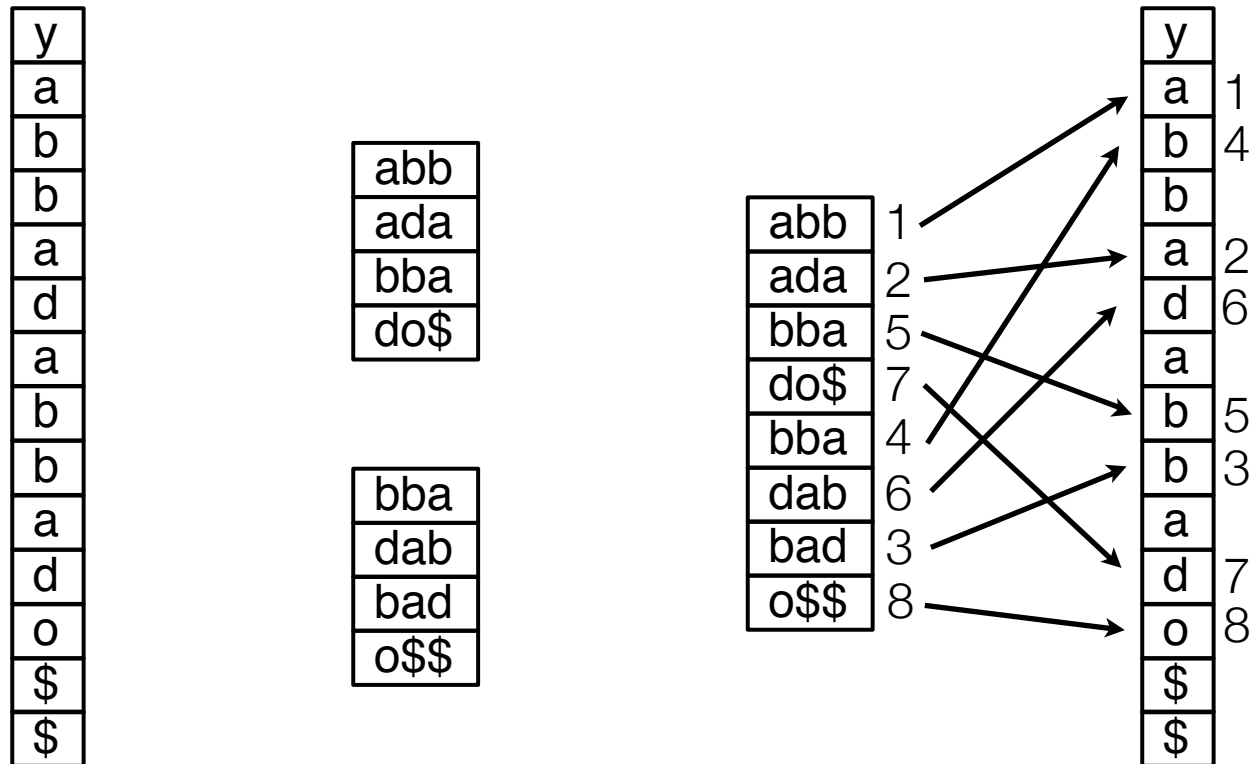 y
a
b
b
a
d
a
b
b
a
d
o
$
$
abb
ada
bba
do$
bba
dab
bad
o$$
abb 1
ada 2
bba 5
do$ 7
bba 4
dab 6
bad 3
o$$ 8
y
a 1
b 4
b
a 2
d 6
a
b 5
b 3
a
d 7
o 8
$
$